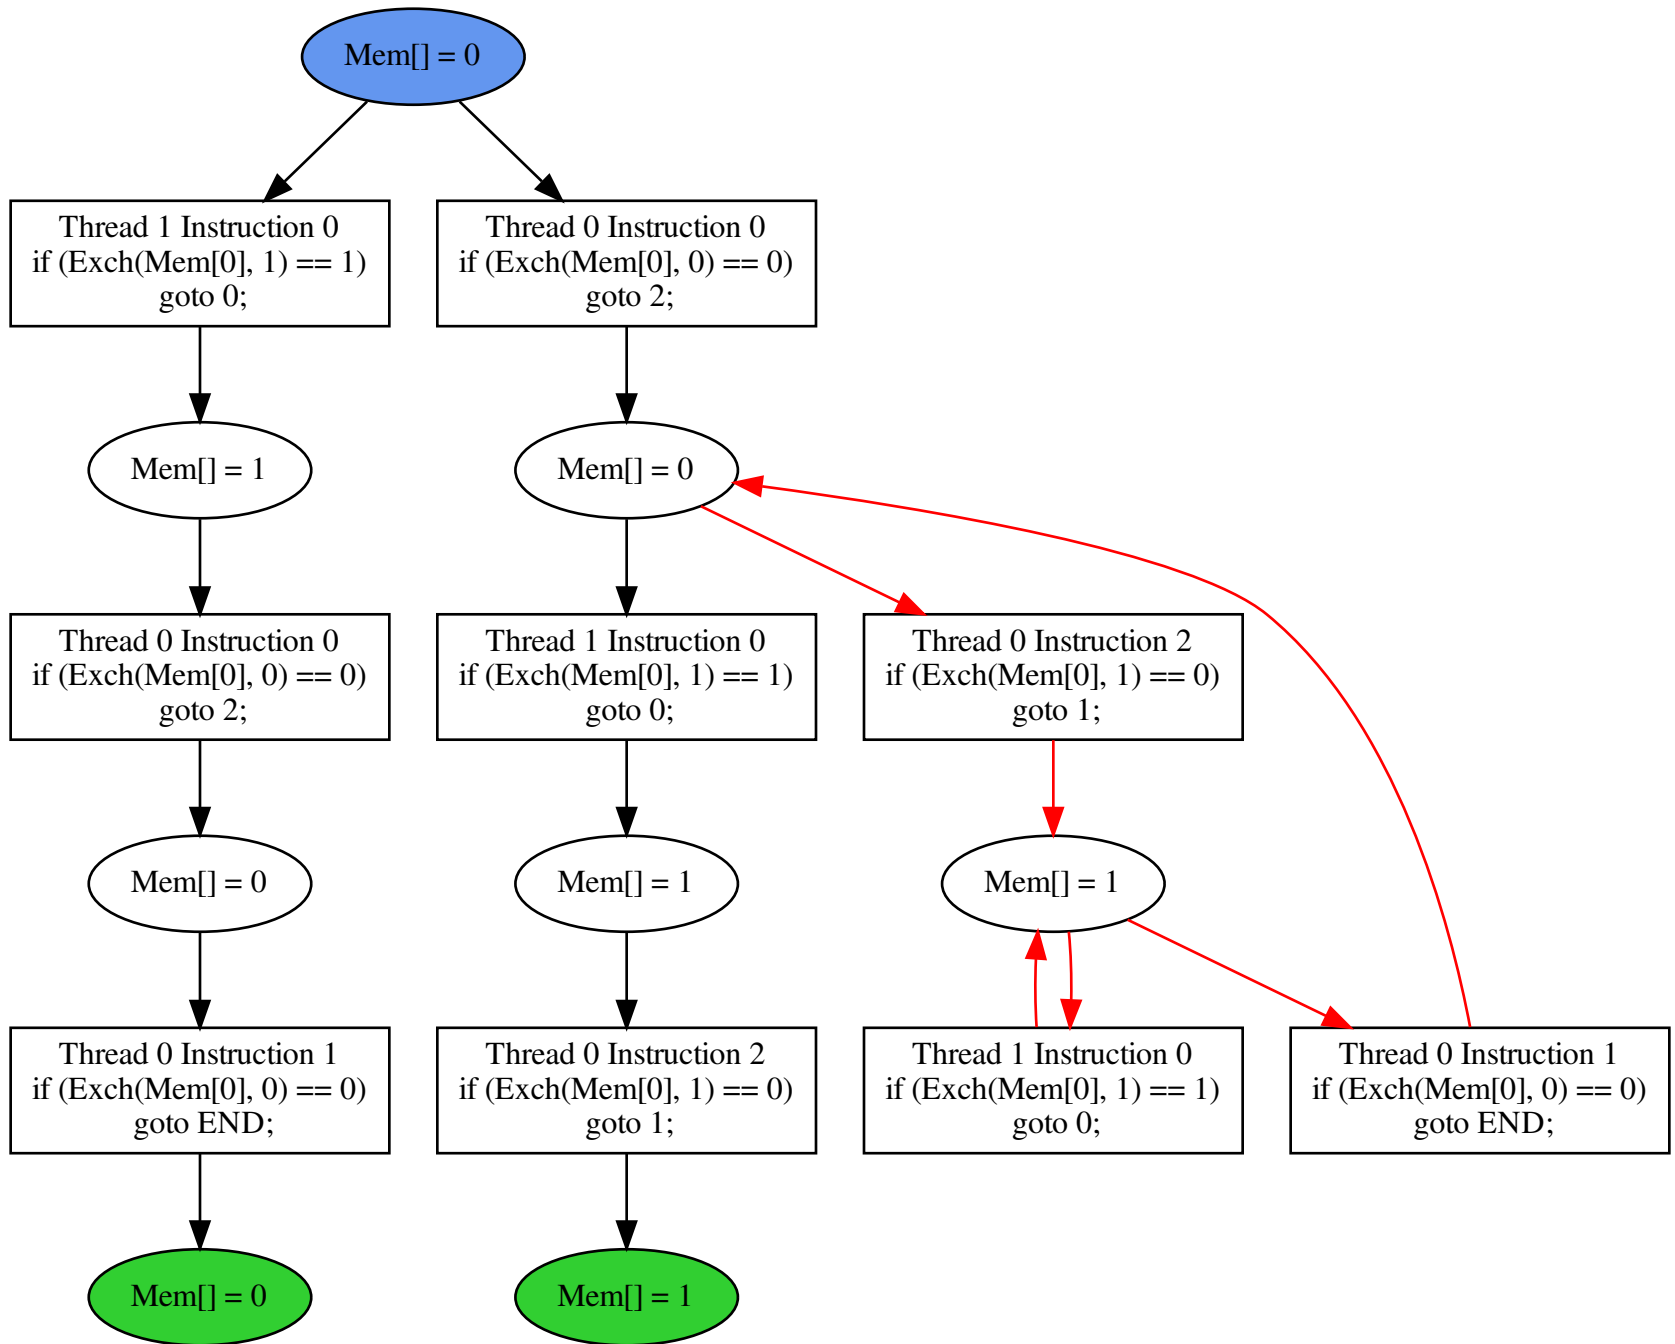 Mem[] = 0
Thread 1 Instruction 0
if (Exch(Mem[0], 1) == 1)
goto 0;
Thread 0 Instruction 0
if (Exch(Mem[0], 0) == 0)
goto 2;
Mem[] = 1
Mem[] = 0
Thread 0 Instruction 0
if (Exch(Mem[0], 0) == 0)
goto 2;
Thread 1 Instruction 0
if (Exch(Mem[0], 1) == 1)
goto 0;
Thread 0 Instruction 2
if (Exch(Mem[0], 1) == 0)
goto 1;
Mem[] = 0
Mem[] = 1
Mem[] = 1
Thread 0 Instruction 1
if (Exch(Mem[0], 0) == 0)
goto END;
Thread 0 Instruction 2
if (Exch(Mem[0], 1) == 0)
goto 1;
Thread 1 Instruction 0
if (Exch(Mem[0], 1) == 1)
goto 0;
Thread 0 Instruction 1
if (Exch(Mem[0], 0) == 0)
goto END;
Mem[] = 0
Mem[] = 1